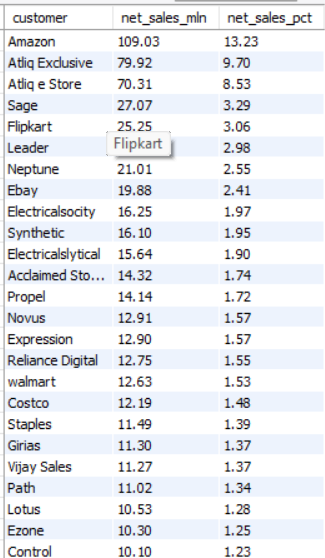 customer net_sales_mln net_sales_pct
Amazon 109.03 13.23
Atliq Exclusive 79.92 9.70
Atliq e Store 70.31 8.53
Sage 27.07 3.29
Flipkart 25.25 3.06
Leader 2.98
Flipkart
Neptune 21.01 2.55
Ebay 19.88 2.41
Electricalsocity 16.25 1.97
Synthetic 16.10 1.95
Electricalslytical 15.64 1.90
Acclaimed Sto... 14.32 1.74
Propel 14.14 1.72
Novus 12.91 1.57
Expression 12.90 1.57
Reliance Digital 12.75 1.55
walmart 12.63 1.53
Costco 12.19 1.48
Staples 11.49 1.39
Girias 11.30 1.37
Vijay Sales 11.27 1.37
Path 11.02 1.34
Lotus 10.53 1.28
Ezone 10.30 1.25
Control 10.10 1.23